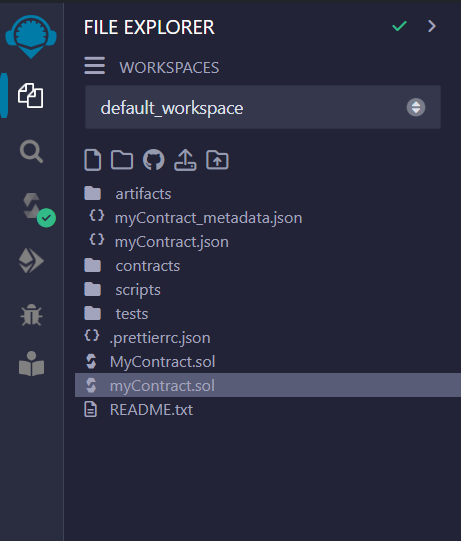 FILE EXPLORER
WORKSPACES
default_workspace
artifacts
myContract_metadata.json
myContract.json
contracts
scripts
tests
.prettierrc.json
MyContract.sol
myContract.sol
README.txt